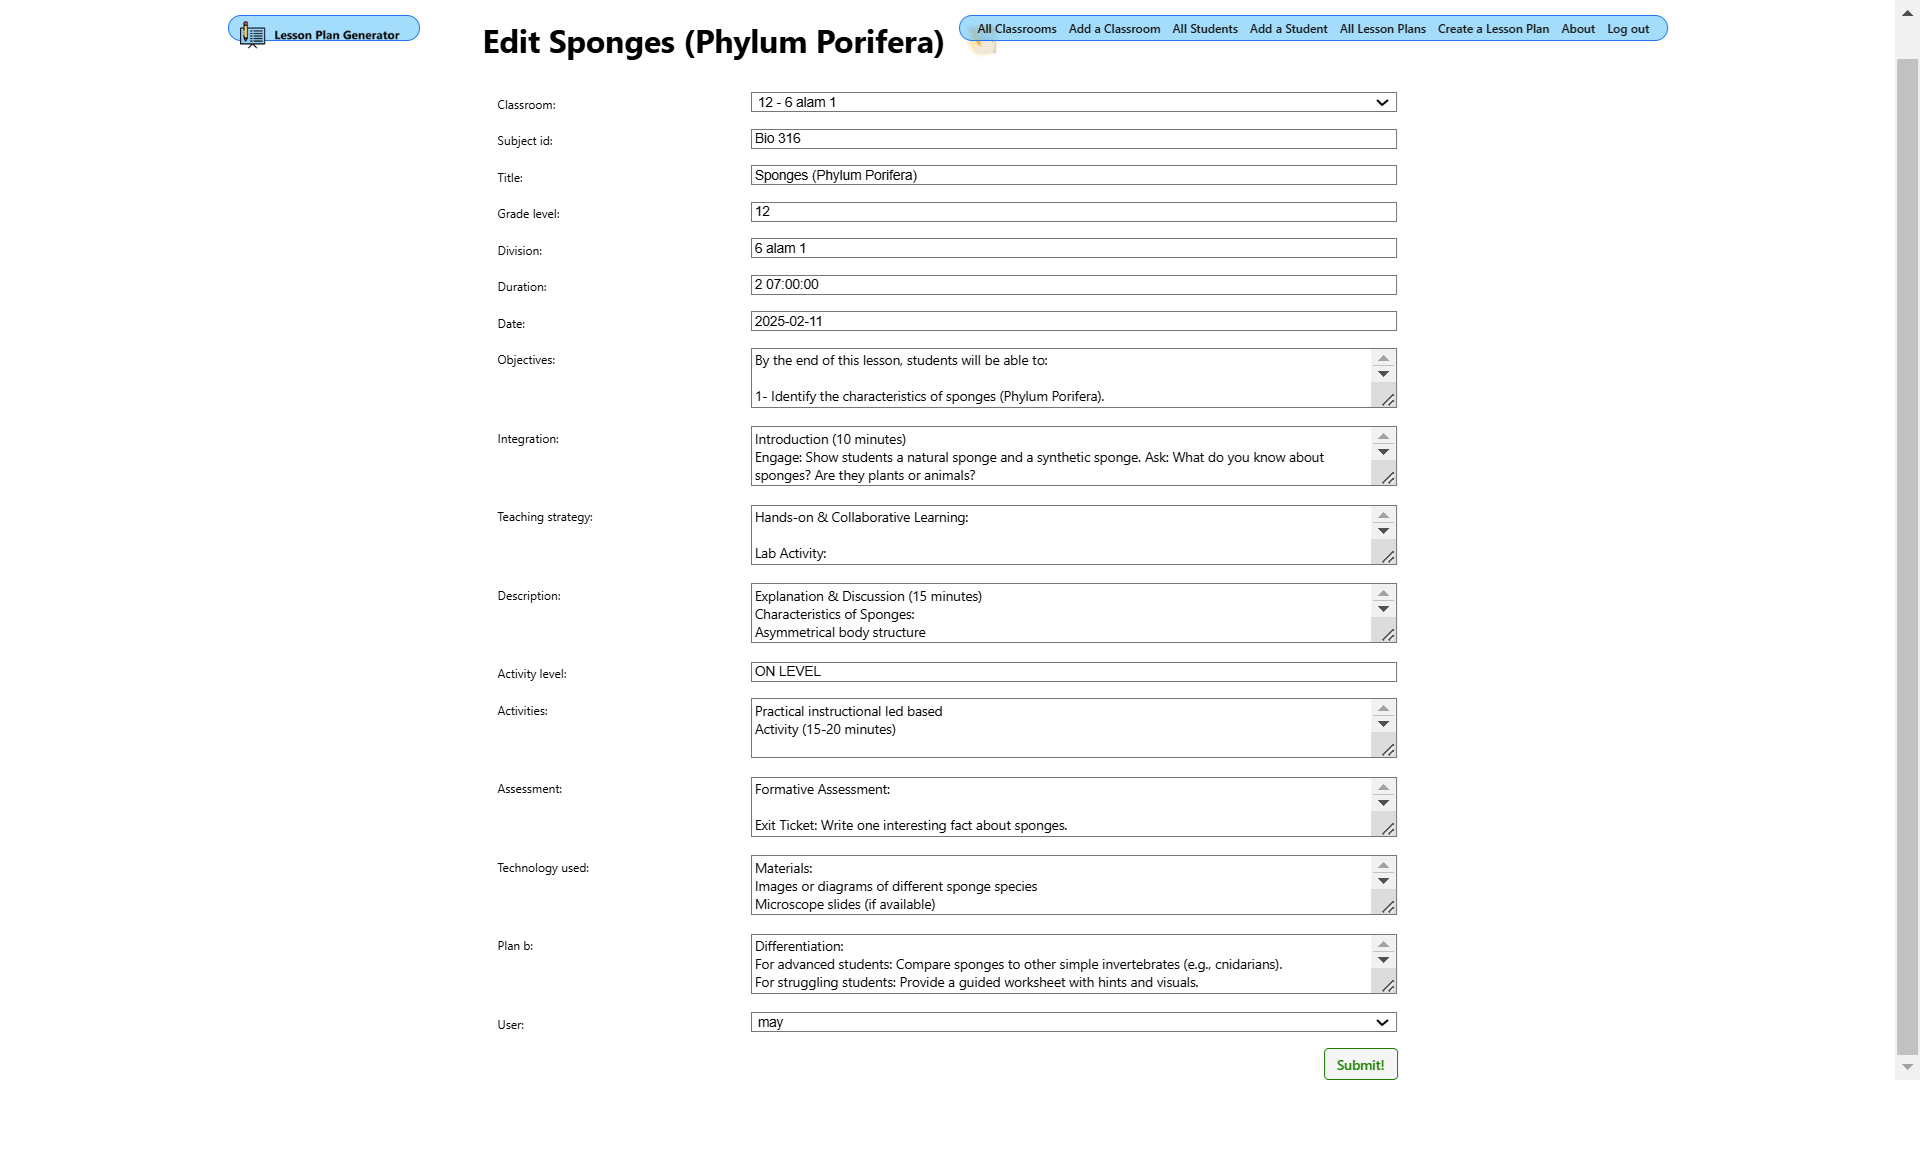 Lesson Plan Generator
Edit Sponges (Phylum Porifera)
All Classrooms Add a Classroom All Students Add a Student All Lesson Plans Create a Lesson Plan About Log out
Classroom: 12 - 6 alam 1
Subject id: Bio 316
Title: Sponges (Phylum Porifera)
Grade level: 12
Division: 6 alam 1
Duration: 2 07:00:00
Date: 2025-02-11
Objectives: By the end of this lesson, students will be able to:
1- Identify the characteristics of sponges (Phylum Porifera).
Integration: Introduction (10 minutes)
Engage: Show students a natural sponge and a synthetic sponge. Ask: What do you know about
sponges? Are they plants or animals?
Teaching strategy: Hands-on & Collaborative Learning:
Lab Activity:
Description: Explanation & Discussion (15 minutes)
Characteristics of Sponges:
Asymmetrical body structure
Activity level: ON LEVEL
Activities: Practical instructional led based
Activity (15-20 minutes)
Assessment: Formative Assessment:
Exit Ticket: Write one interesting fact about sponges.
Technology used: Materials:
Images or diagrams of different sponge species
Microscope slides (if available)
Plan b: Differentiation:
For advanced students: Compare sponges to other simple invertebrates (e.g., cnidarians).
For struggling students: Provide a guided worksheet with hints and visuals.
User: may
Submit!